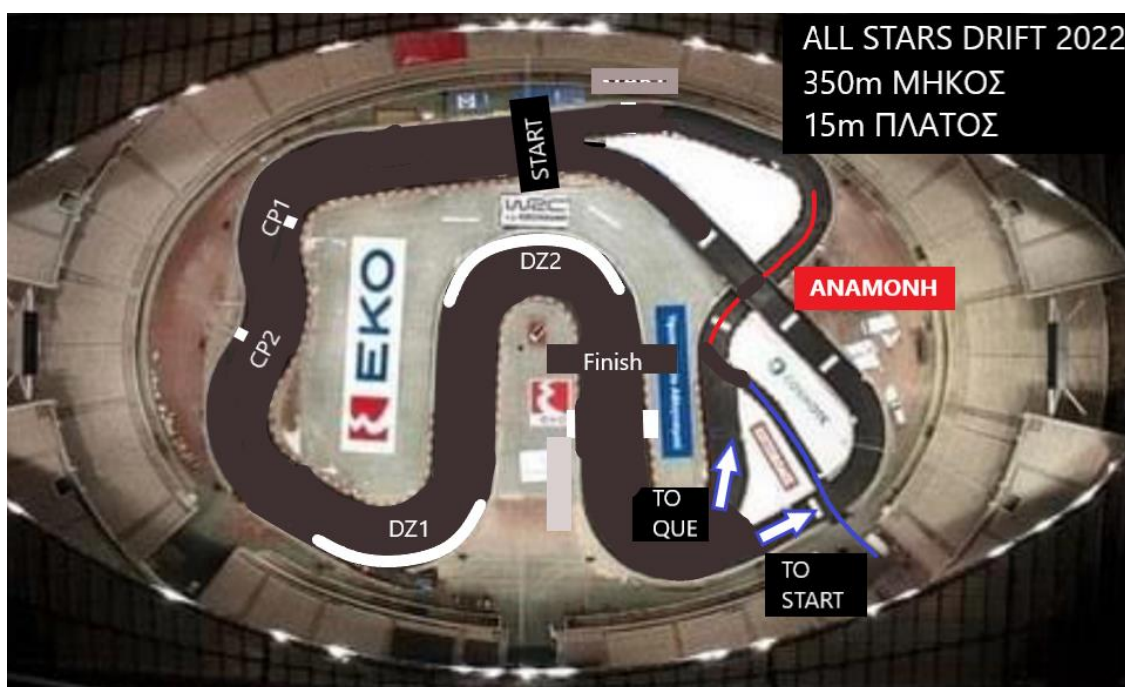 ALL STARS DRIFT 2022
350m ΜΗΚΟΣ
15m ΠΛΑΤΟΣ
START
CP1
WRC
DZ2
EKO
ΑΝΑΜΟΝΗ
CP2
Finish
TO
QUE
DZ1
TO
START